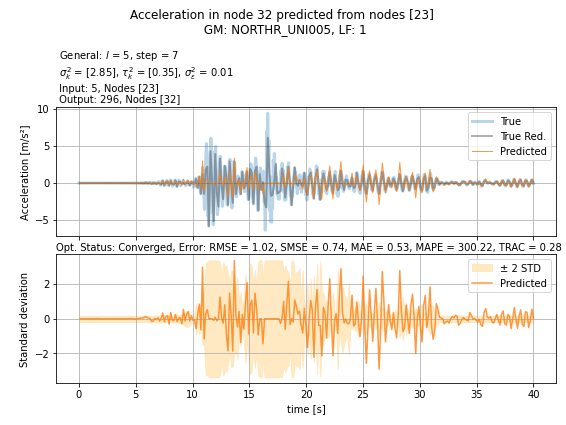 Acceleration in node 32 predicted from nodes [23]
GM: NORTHR_UNI005, LF: 1
General: l = 5, step = 7
σ²ₖ = [2.85], τ²ₖ = [0.35], σ²ε = 0.01
Input: 5, Nodes [23]
Output: 296, Nodes [32]
10
5
0
−5
Acceleration [m/s²]
True
True Red.
Predicted
Opt. Status: Converged, Error: RMSE = 1.02, SMSE = 0.74, MAE = 0.53, MAPE = 300.22, TRAC = 0.28
2
0
−2
Standard deviation
± 2 STD
Predicted
0 5 10 15 20 25 30 35 40
time [s]